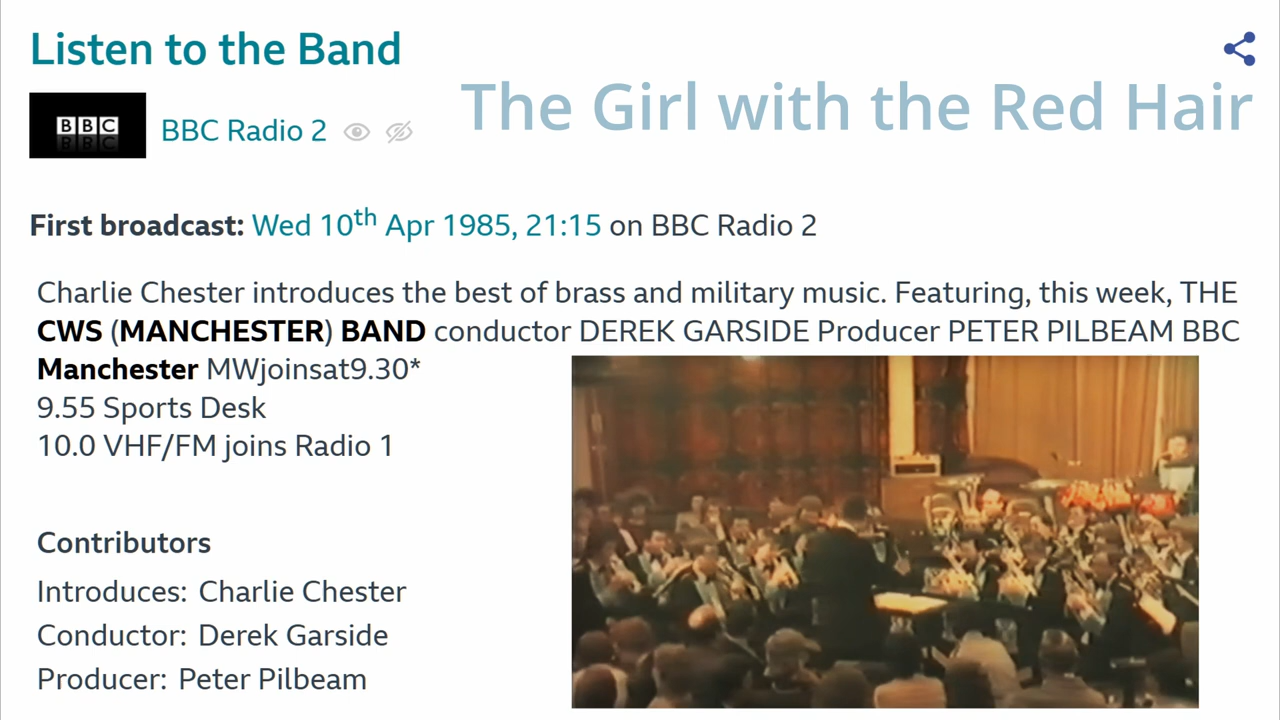 Listen to the Band
The Girl with the Red Hair
BBC
BBC Radio 2
First broadcast: Wed 10th Apr 1985, 21:15 on BBC Radio 2
Charlie Chester introduces the best of brass and military music. Featuring, this week, THE
CWS (MANCHESTER) BAND conductor DEREK GARSIDE Producer PETER PILBEAM BBC
Manchester MWjoinsat9.30*
9.55 Sports Desk
10.0 VHF/FM joins Radio 1
Contributors
Introduces: Charlie Chester
Conductor: Derek Garside
Producer: Peter Pilbeam